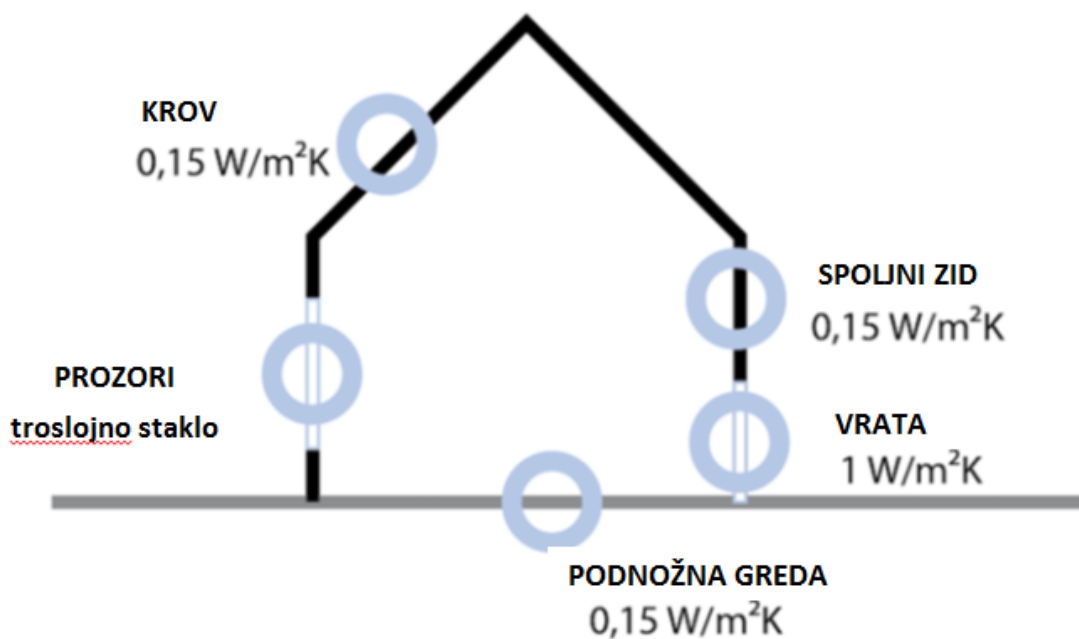 KROV
0,15 W/m²K
SPOLJNI ZID
0,15 W/m²K
PROZORI
troslojno staklo
VRATA
1 W/m²K
PODNOŽNA GREDA
0,15 W/m²K